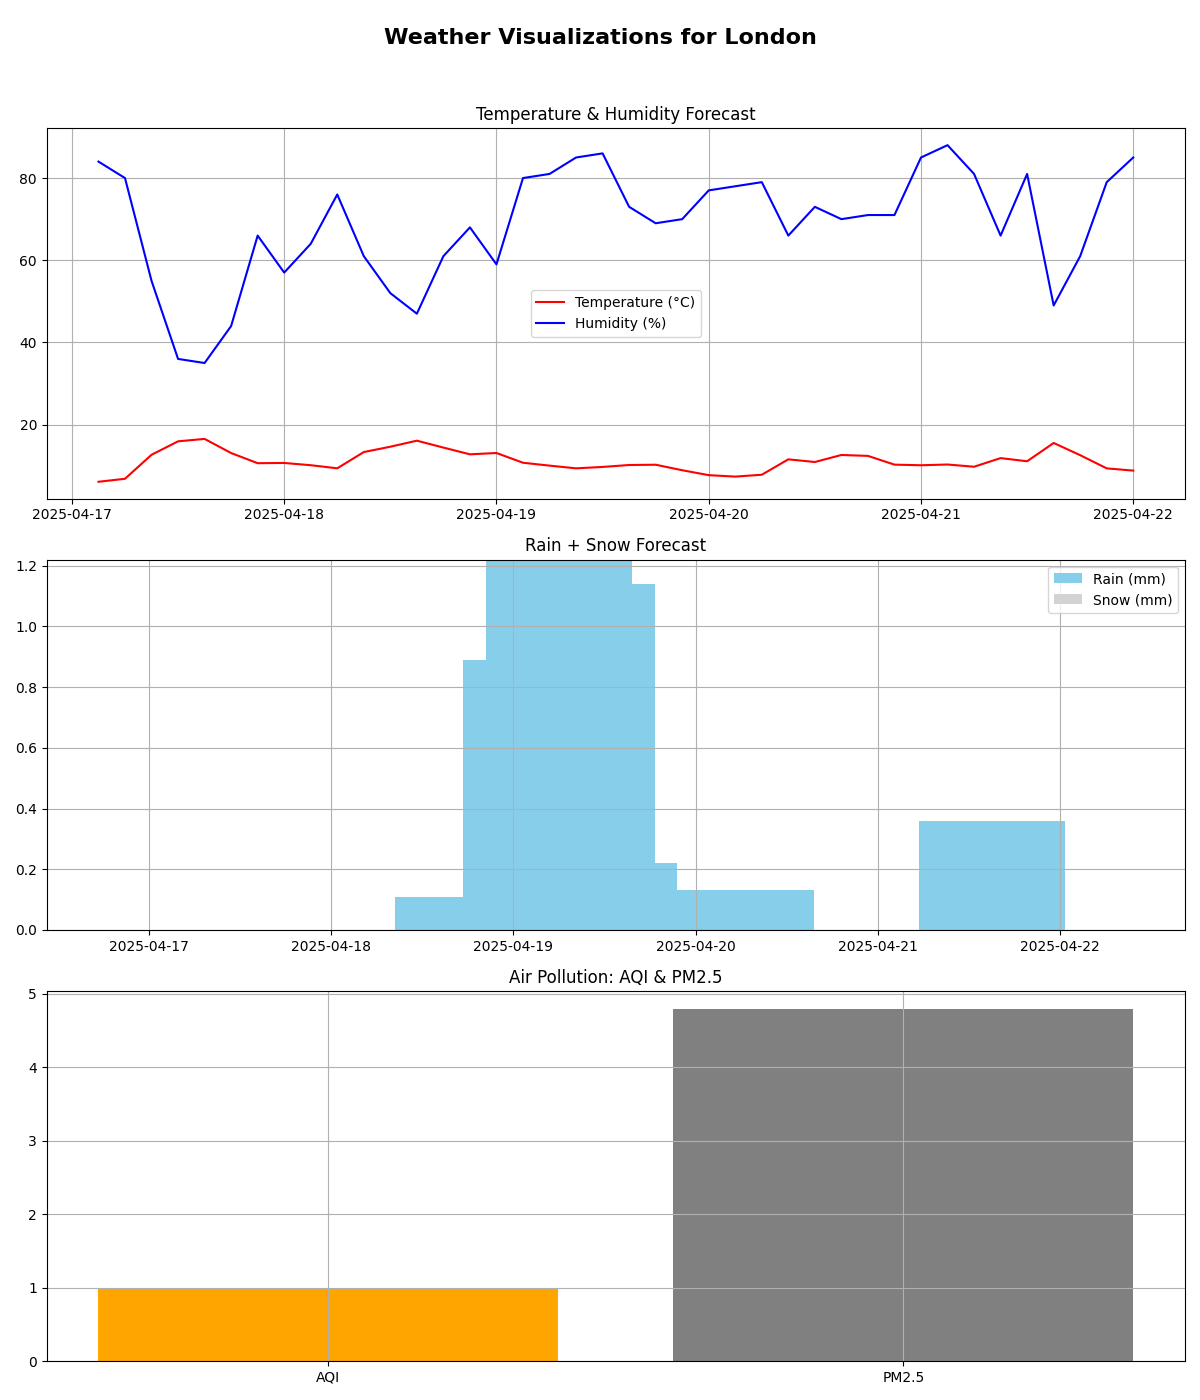 Weather Visualizations for London
Temperature & Humidity Forecast
80
60
40
20
Temperature (°C)
Humidity (%)
2025-04-17 2025-04-18 2025-04-19 2025-04-20 2025-04-21 2025-04-22
Rain + Snow Forecast
1.2
1.0
0.8
0.6
0.4
0.2
0.0
Rain (mm)
Snow (mm)
2025-04-17 2025-04-18 2025-04-19 2025-04-20 2025-04-21 2025-04-22
Air Pollution: AQI & PM2.5
5
4
3
2
1
0
AQI PM2.5